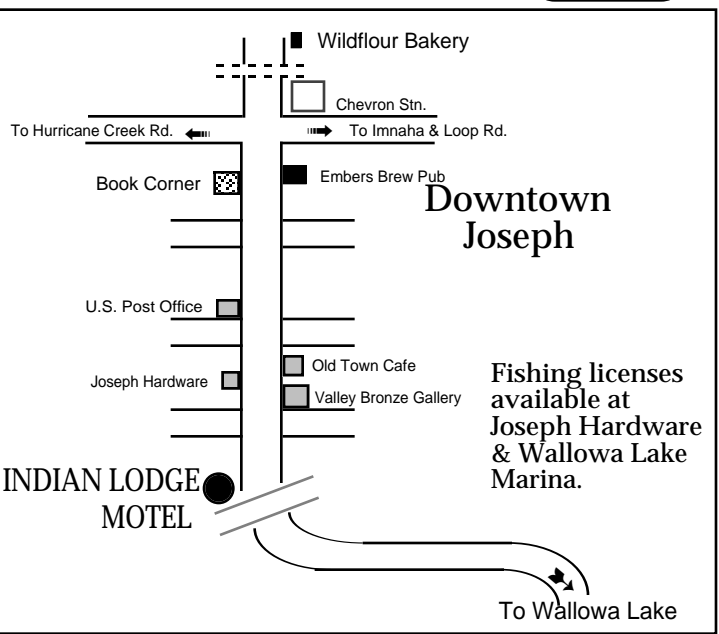 Wildflour Bakery
Chevron Stn.
To Hurricane Creek Rd.
To Imnaha & Loop Rd.
Book Corner
Embers Brew Pub
Downtown
Joseph
U.S. Post Office
Old Town Cafe
Joseph Hardware
Valley Bronze Gallery
Fishing licenses
available at
Joseph Hardware
& Wallowa Lake
Marina.
INDIAN LODGE
MOTEL
To Wallowa Lake